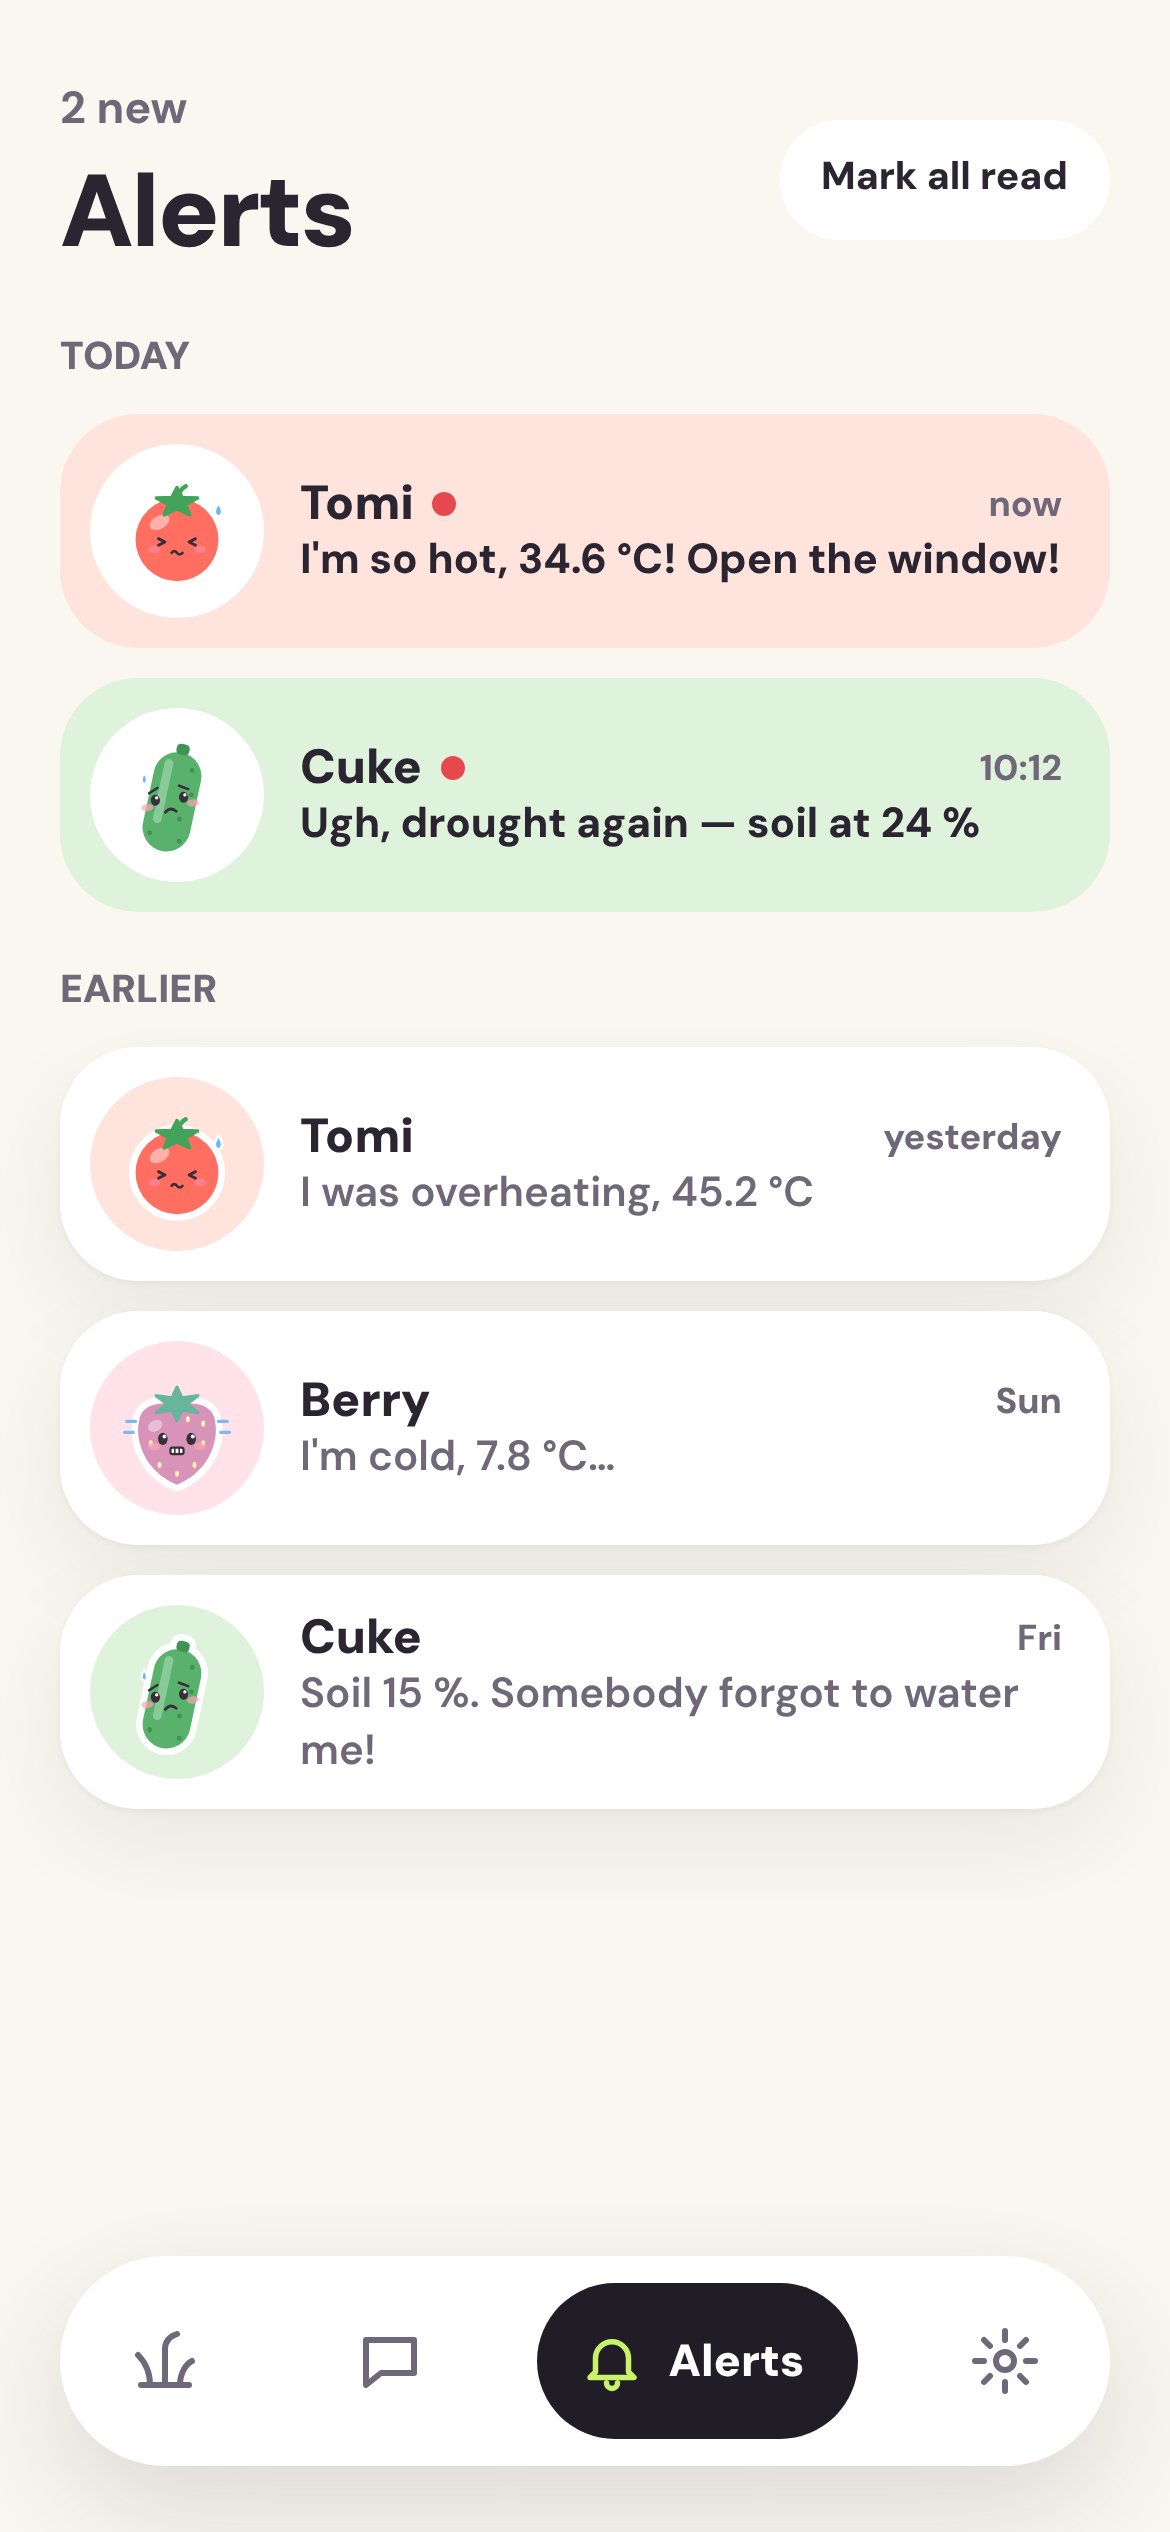 2 new
Alerts
Mark all read
TODAY
Tomi
now
I'm so hot, 34.6 °C! Open the window!
Cuke
10:12
Ugh, drought again — soil at 24 %
EARLIER
Tomi
yesterday
I was overheating, 45.2 °C
Berry
Sun
I'm cold, 7.8 °C...
Cuke
Fri
Soil 15 %. Somebody forgot to water
me!
Alerts